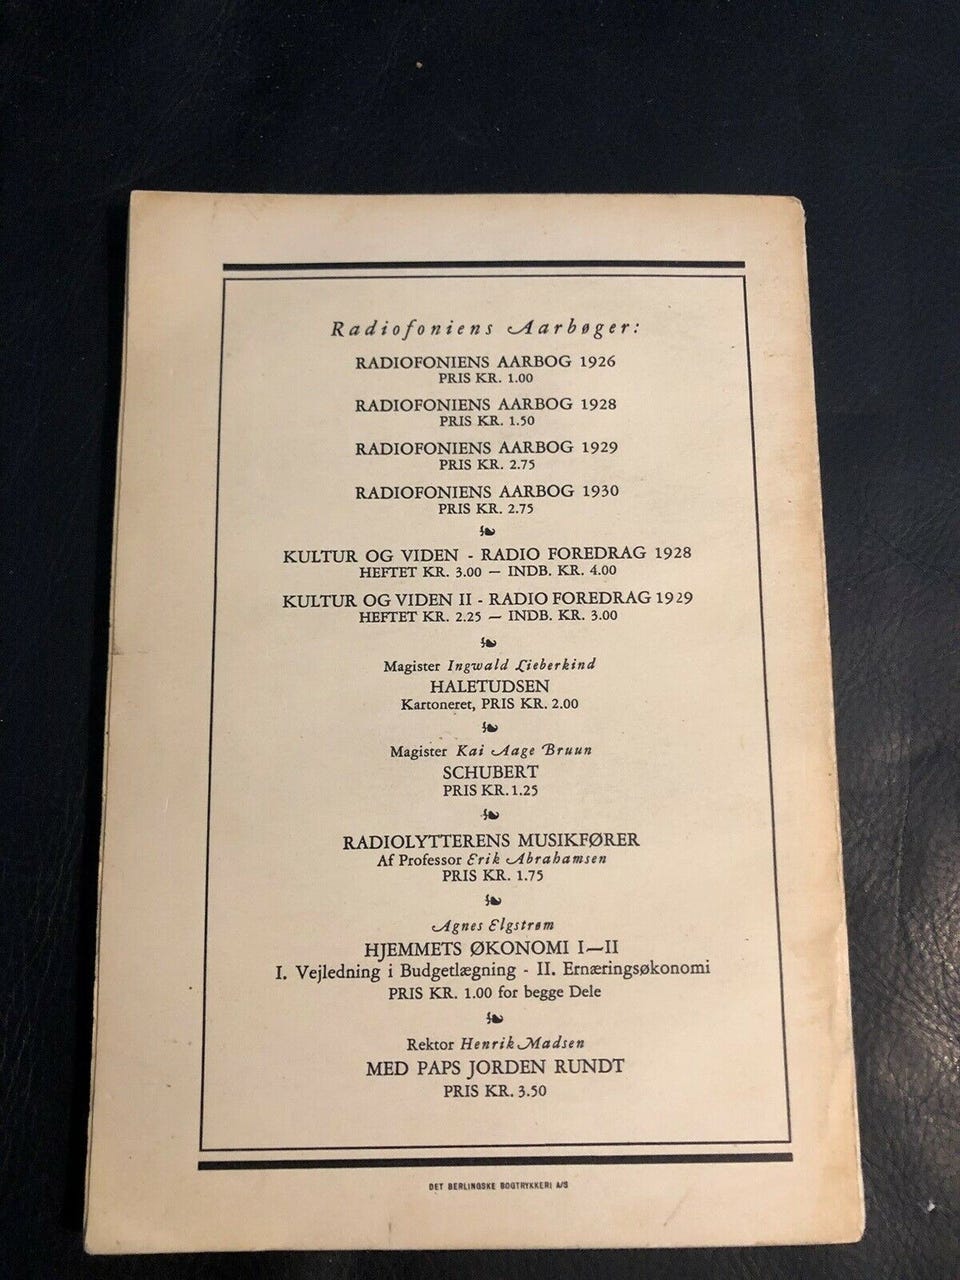 Radiofoniens Aarbøger:
RADIOFONIENS AARBOG 1926
PRIS KR. 1.00
RADIOFONIENS AARBOG 1928
PRIS KR. 1.50
RADIOFONIENS AARBOG 1929
PRIS KR. 2.75
RADIOFONIENS AARBOG 1930
PRIS KR. 2.75
KULTUR OG VIDEN - RADIO FOREDRAG 1928
HEFTET KR. 3.00 — INDB. KR. 4.00
KULTUR OG VIDEN II - RADIO FOREDRAG 1929
HEFTET KR. 2.25 — INDB. KR. 3.00
Magister Ingwald Lieberkind
HALETUDSEN
Kartoneret, PRIS KR. 2.00
Magister Kai Aage Bruun
SCHUBERT
PRIS KR. 1.25
RADIOLYTTERENS MUSIKFØRER
Af Professor Erik Abrahamsen
PRIS KR. 1.75
Agnes Elgstrøm
HJEMMETS ØKONOMI I—II
I. Vejledning i Budgetlægning - II. Ernæringsøkonomi
PRIS KR. 1.00 for begge Dele
Rektor Henrik Madsen
MED PAPS JORDEN RUNDT
PRIS KR. 3.50
DET BERLINGSKE BOGTRYKKERI A/S